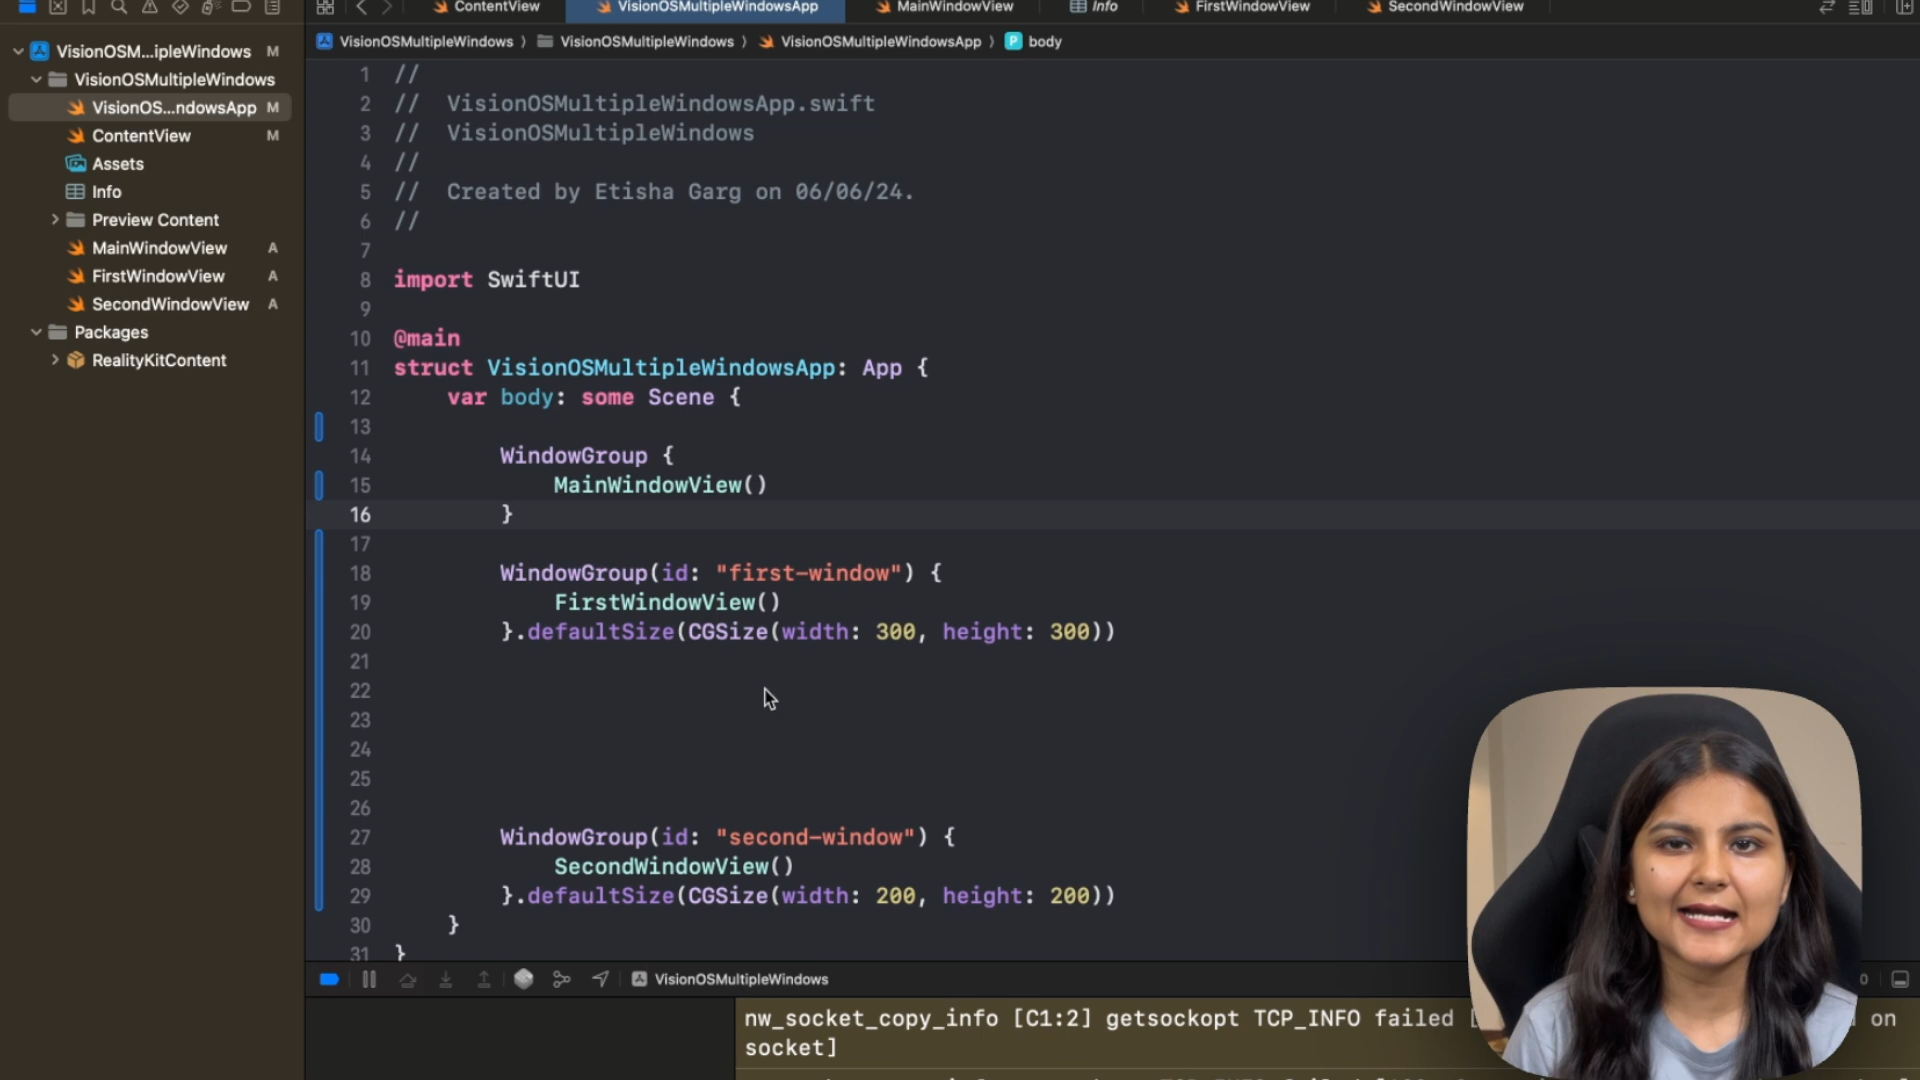 ContentView
VisionOSMultipleWindowsApp
MainWindowView
Info
FirstWindowView
SecondWindowView
VisionOSM...ipleWindows M
VisionOSMultipleWindows
VisionOS...ndowsApp M
ContentView M
Assets
Info
Preview Content
MainWindowView A
FirstWindowView A
SecondWindowView A
Packages
RealityKitContent
VisionOSMultipleWindows 〉 VisionOSMultipleWindows 〉 VisionOSMultipleWindowsApp 〉 P body
1 //
2 //  VisionOSMultipleWindowsApp.swift
3 //  VisionOSMultipleWindows
4 //
5 //  Created by Etisha Garg on 06/06/24.
6 //
7
8 import SwiftUI
9
10 @main
11 struct VisionOSMultipleWindowsApp: App {
12     var body: some Scene {
13
14         WindowGroup {
15             MainWindowView()
16         }
17
18         WindowGroup(id: "first-window") {
19             FirstWindowView()
20         }.defaultSize(CGSize(width: 300, height: 300))
21
22
23
24
25
26
27         WindowGroup(id: "second-window") {
28             SecondWindowView()
29         }.defaultSize(CGSize(width: 200, height: 200))
30     }
31 }
VisionOSMultipleWindows
nw_socket_copy_info [C1:2] getsockopt TCP_INFO failed [
on
socket]